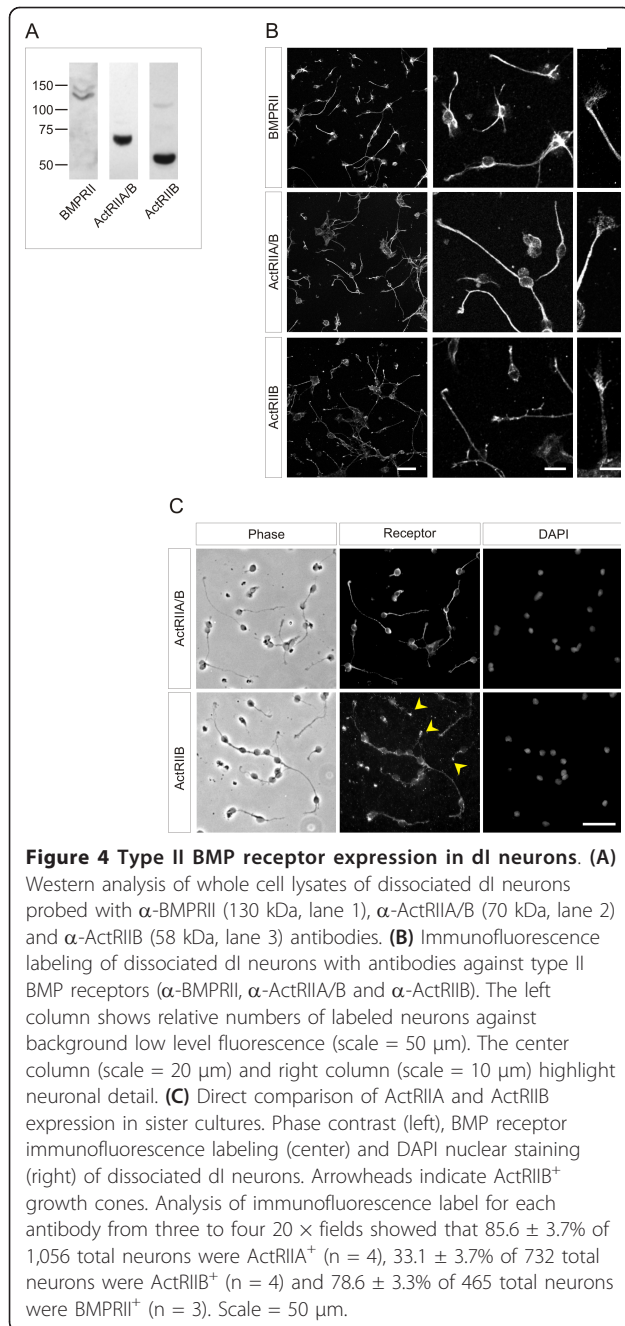 A
150
100
75
50
BMPRII
ActRIIA/B
ActRIIB
B
BMPRII
ActRIIA/B
ActRIIB
C
Phase
Receptor
DAPI
ActRIIA/B
ActRIIB
Figure 4 Type II BMP receptor expression in dI neurons. (A)
Western analysis of whole cell lysates of dissociated dI neurons
probed with α-BMPRII (130 kDa, lane 1), α-ActRIIA/B (70 kDa, lane 2)
and α-ActRIIB (58 kDa, lane 3) antibodies. (B) Immunofluorescence
labeling of dissociated dI neurons with antibodies against type II
BMP receptors (α-BMPRII, α-ActRIIA/B and α-ActRIIB). The left
column shows relative numbers of labeled neurons against
background low level fluorescence (scale = 50 μm). The center
column (scale = 20 μm) and right column (scale = 10 μm) highlight
neuronal detail. (C) Direct comparison of ActRIIA and ActRIIB
expression in sister cultures. Phase contrast (left), BMP receptor
immunofluorescence labeling (center) and DAPI nuclear staining
(right) of dissociated dI neurons. Arrowheads indicate ActRIIB⁺
growth cones. Analysis of immunofluorescence label for each
antibody from three to four 20 × fields showed that 85.6 ± 3.7% of
1,056 total neurons were ActRIIA⁺ (n = 4), 33.1 ± 3.7% of 732 total
neurons were ActRIIB⁺ (n = 4) and 78.6 ± 3.3% of 465 total neurons
were BMPRII⁺ (n = 3). Scale = 50 μm.